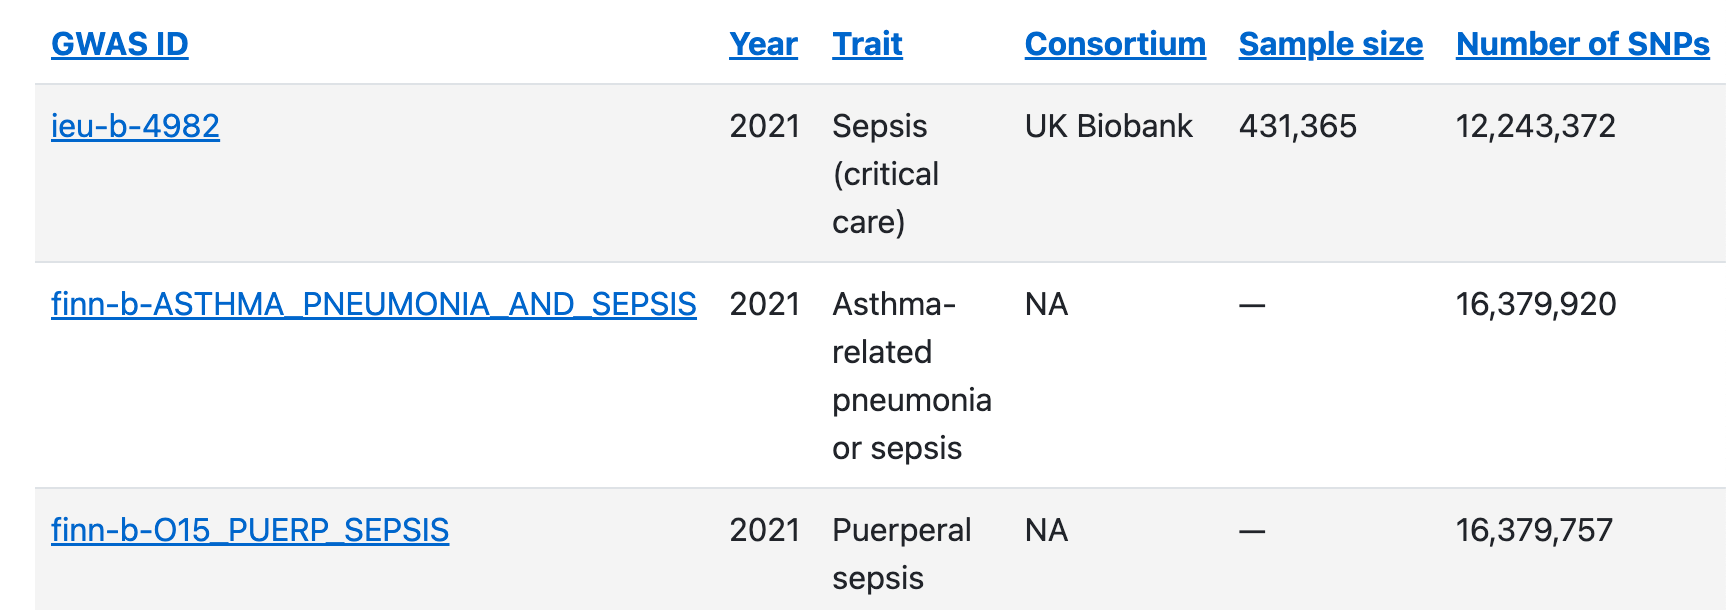 GWAS ID Year Trait Consortium Sample size Number of SNPs
ieu-b-4982 2021 Sepsis UK Biobank 431,365 12,243,372
(critical
care)
finn-b-ASTHMA_PNEUMONIA_AND_SEPSIS 2021 Asthma- NA — 16,379,920
related
pneumonia
or sepsis
finn-b-O15_PUERP_SEPSIS 2021 Puerperal NA — 16,379,757
sepsis